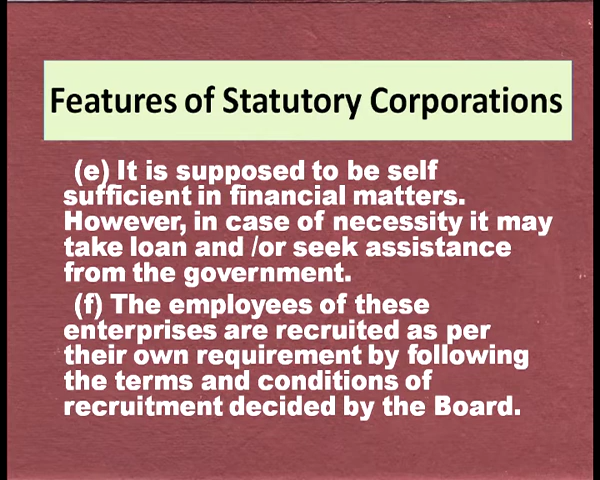 Features of Statutory Corporations
(e) It is supposed to be self
sufficient in financial matters.
However, in case of necessity it may
take loan and /or seek assistance
from the government.
(f) The employees of these
enterprises are recruited as per
their own requirement by following
the terms and conditions of
recruitment decided by the Board.